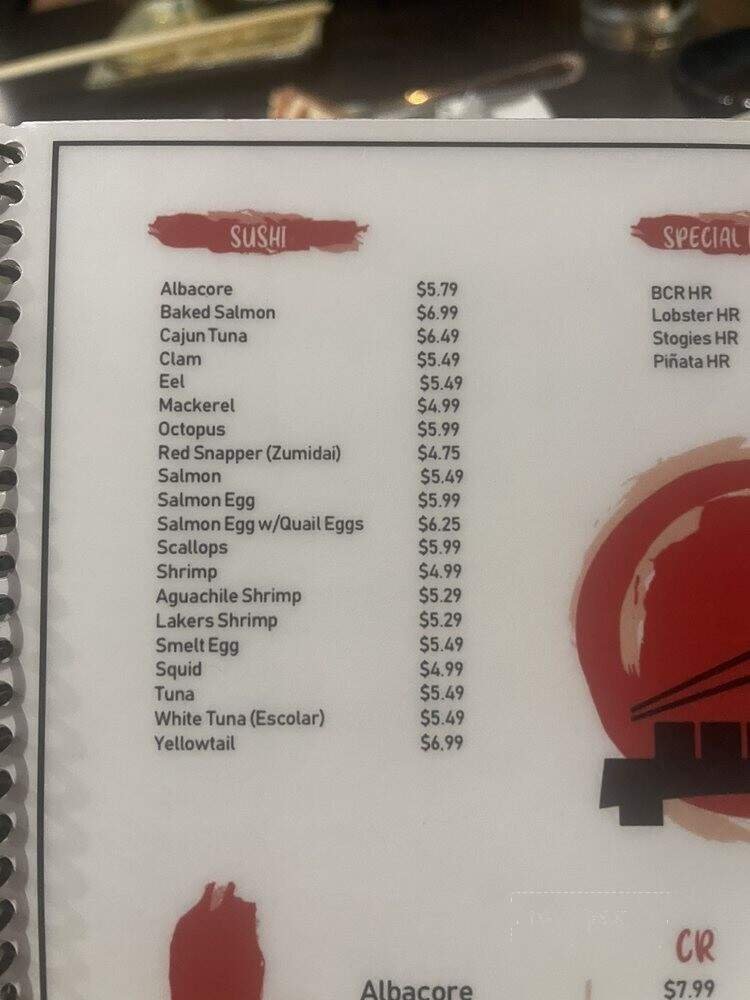 SUSHI
Albacore $5.79
Baked Salmon $6.99
Cajun Tuna $6.49
Clam $5.49
Eel $5.49
Mackerel $4.99
Octopus $5.99
Red Snapper (Zumidai) $4.75
Salmon $5.49
Salmon Egg $5.99
Salmon Egg w/Quail Eggs $6.25
Scallops $5.99
Shrimp $4.99
Aguachile Shrimp $5.29
Lakers Shrimp $5.29
Smelt Egg $5.49
Squid $4.99
Tuna $5.49
White Tuna (Escolar) $5.49
Yellowtail $6.99
SPECIAL
BCR HR
Lobster HR
Stogies HR
Piñata HR
CR
Albacore $7.99